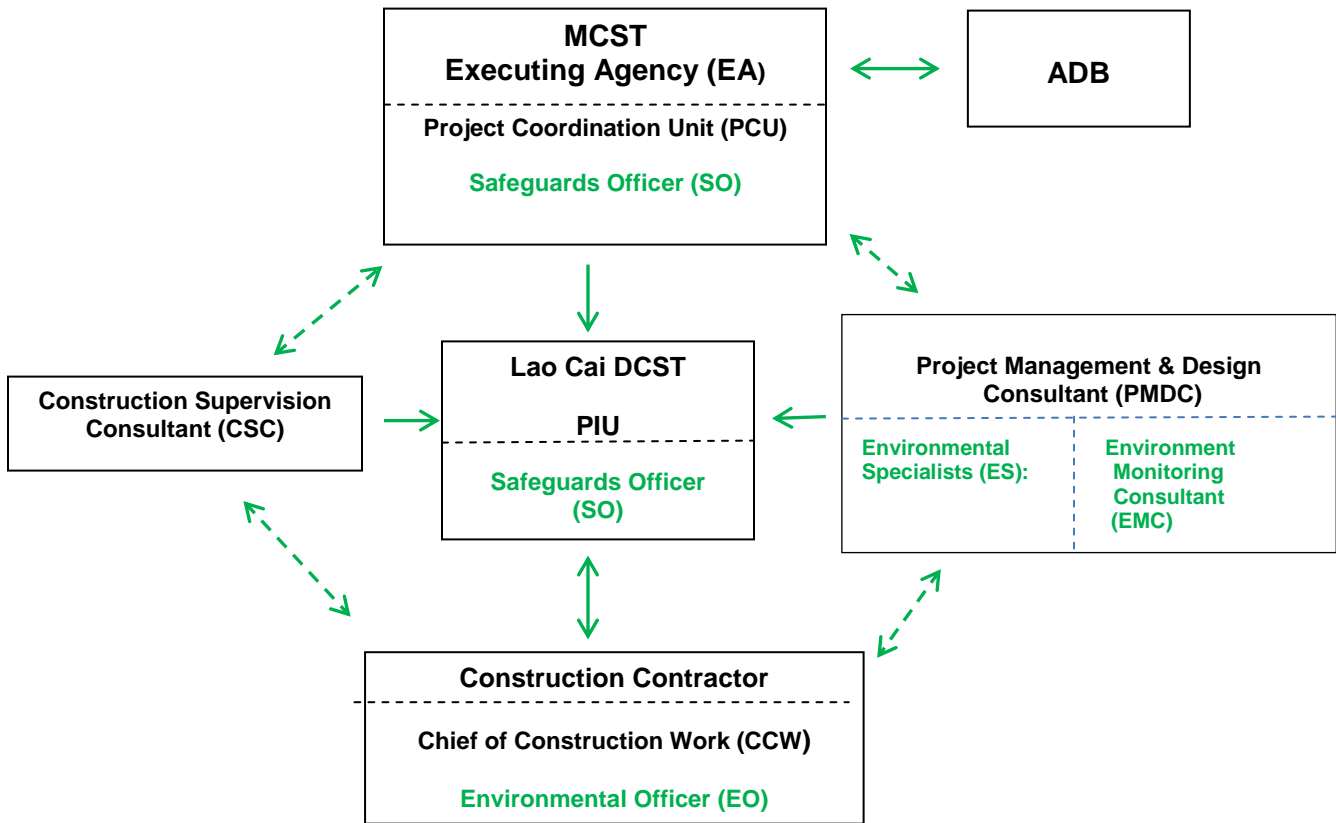 MCST
Executing Agency (EA)
Project Coordination Unit (PCU)
Safeguards Officer (SO)
ADB
Lao Cai DCST
PIU
Safeguards Officer
(SO)
Construction Supervision
Consultant (CSC)
Project Management & Design
Consultant (PMDC)
Environmental
Specialists (ES):
Environment
Monitoring
Consultant
(EMC)
Construction Contractor
Chief of Construction Work (CCW)
Environmental Officer (EO)